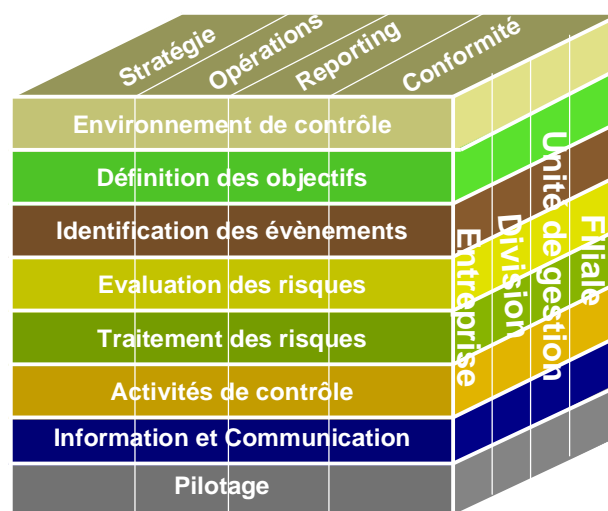 Stratégie
Opérations
Reporting
Conformité
Environnement de contrôle
Définition des objectifs
Identification des évènements
Evaluation des risques
Traitement des risques
Activités de contrôle
Information et Communication
Pilotage
Entreprise
Division
Unité de gestion
Filiale